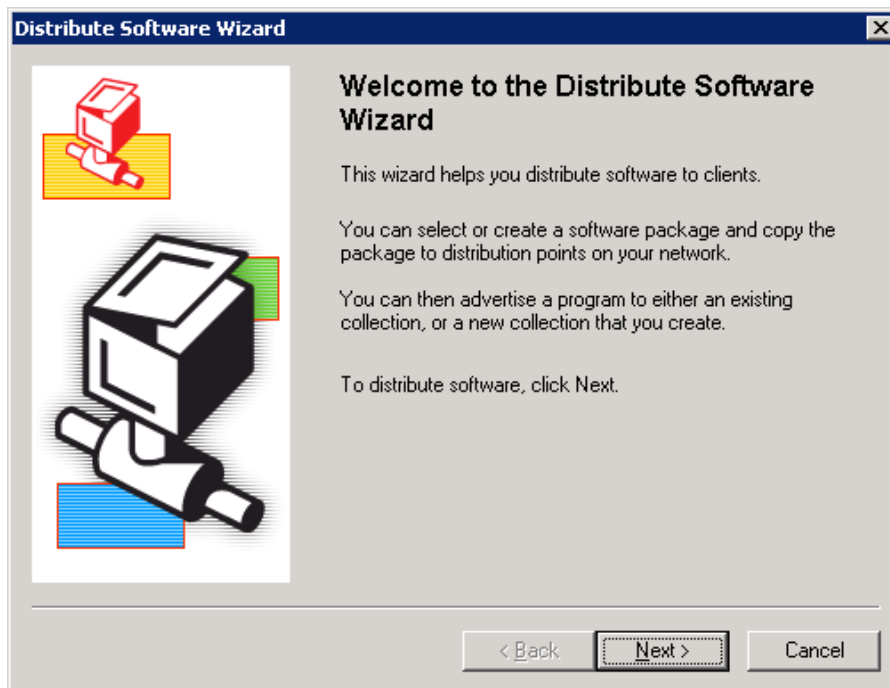 Distribute Software Wizard
Welcome to the Distribute Software
Wizard
This wizard helps you distribute software to clients.
You can select or create a software package and copy the
package to distribution points on your network.
You can then advertise a program to either an existing
collection, or a new collection that you create.
To distribute software, click Next.
< Back
Next >
Cancel